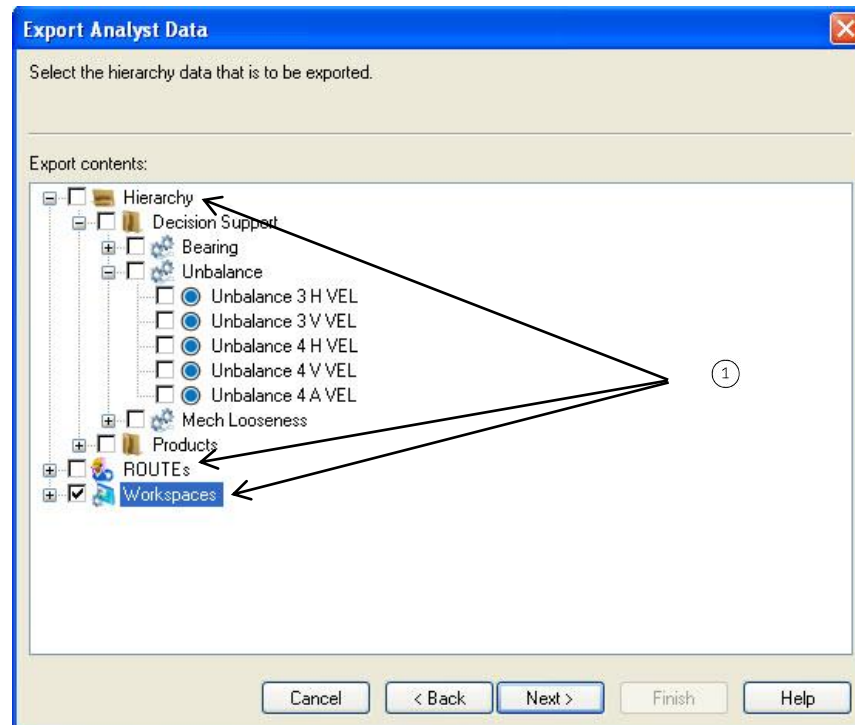 Export Analyst Data
Select the hierarchy data that is to be exported.
Export contents:
Hierarchy
Decision Support
Bearing
Unbalance
Unbalance 3 H VEL
Unbalance 3 V VEL
Unbalance 4 H VEL
Unbalance 4 V VEL
Unbalance 4 A VEL
Mech Looseness
Products
ROUTEs
Workspaces
1
Cancel
< Back
Next >
Finish
Help